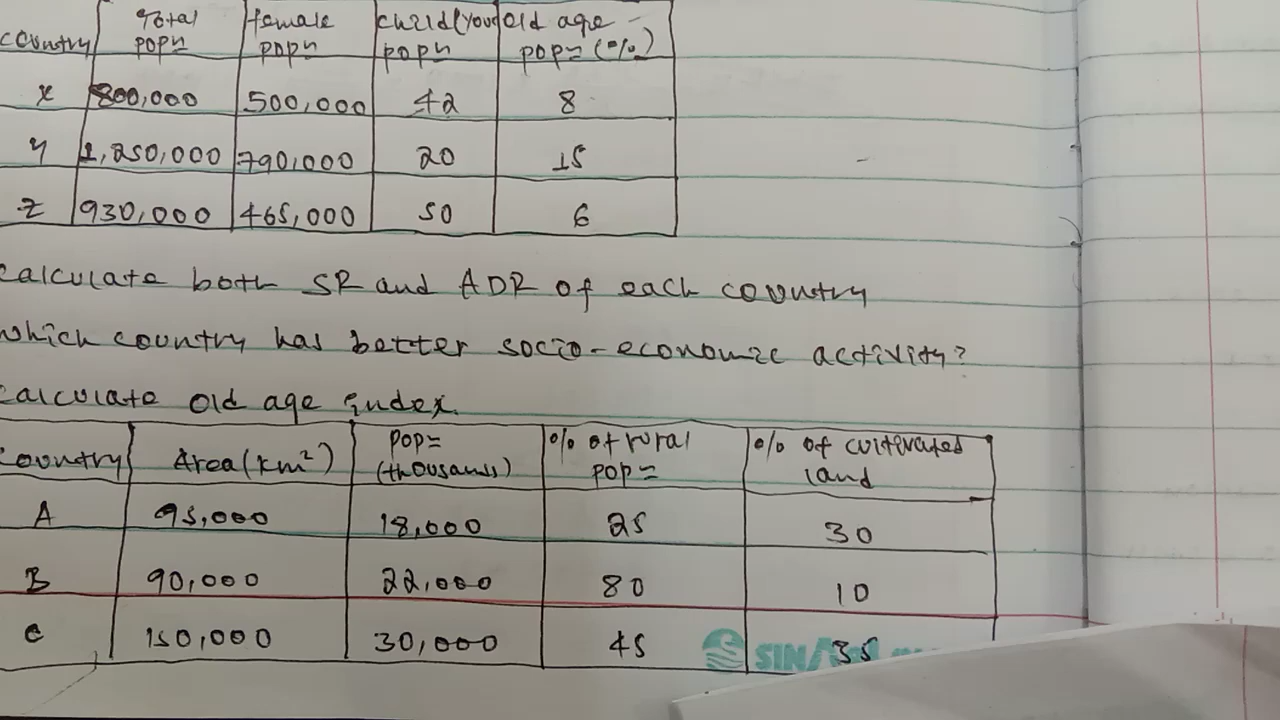 country Total popn female popn child(young popn old age popn (%)
x 800,000 500,000 42 8
y 1,250,000 790,000 20 15
z 930,000 465,000 50 6
calculate both SR and ADR of each country
which country has better socio-economic activity?
calculate old age index.
country Area(km²) popn (thousands) % of rural popn % of cultivated land
A 95,000 18,000 25 30
B 90,000 22,000 80 10
C 150,000 30,000 45 35